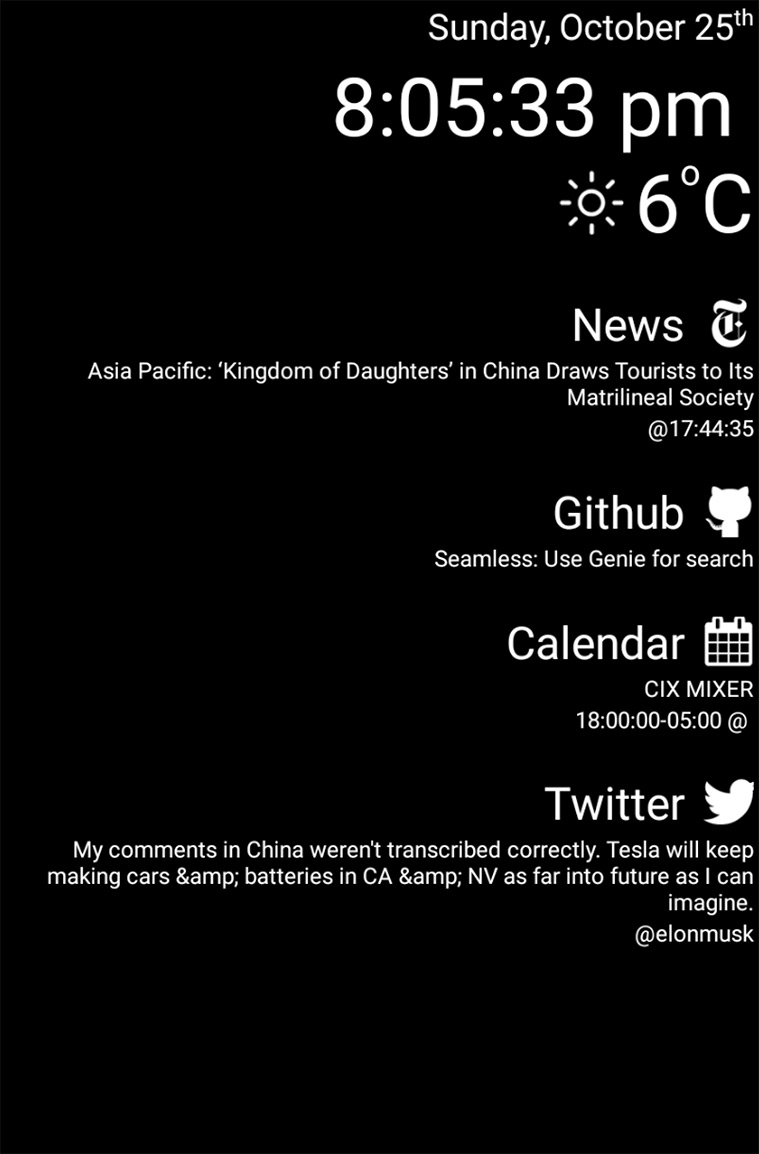 Sunday, October 25th
8:05:33 pm
6°C
News
Asia Pacific: ‘Kingdom of Daughters’ in China Draws Tourists to Its
Matrilineal Society
@17:44:35
Github
Seamless: Use Genie for search
Calendar
CIX MIXER
18:00:00-05:00 @
Twitter
My comments in China weren't transcribed correctly. Tesla will keep
making cars &amp; batteries in CA &amp; NV as far into future as I can
imagine.
@elonmusk